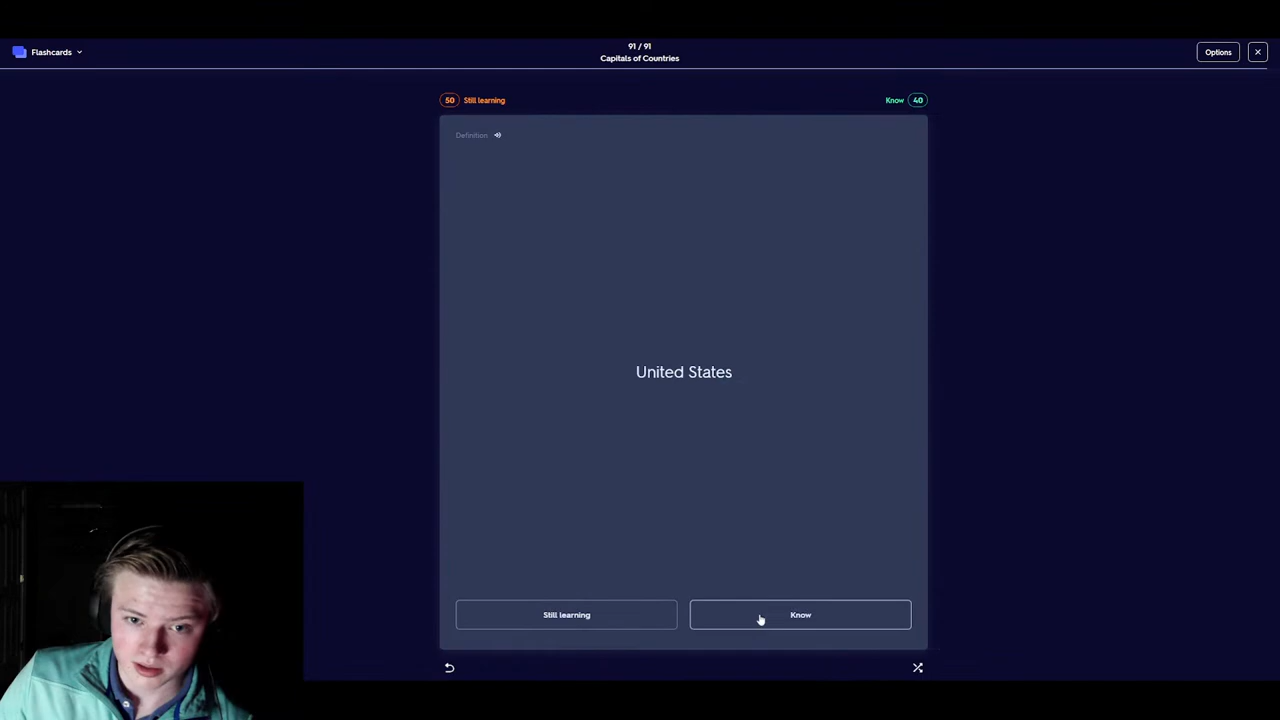 Flashcards
91 / 91
Capitals of Countries
Options
50 Still learning
Know 40
Definition
United States
Still learning
Know